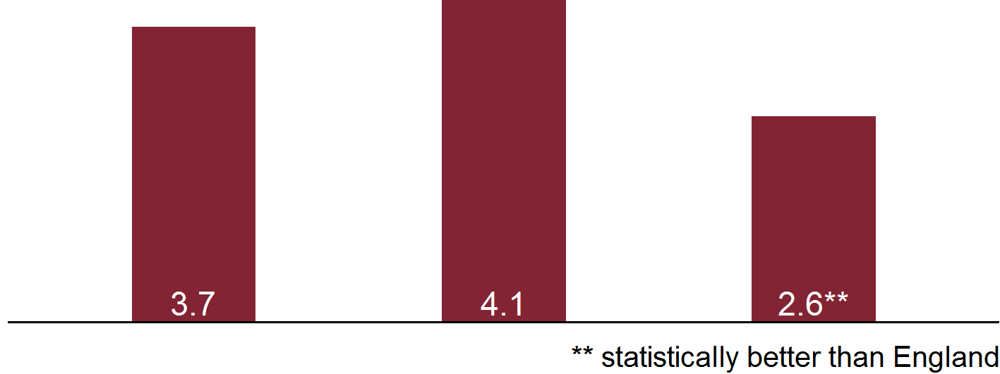 3.7 4.1 2.6**
** statistically better than England